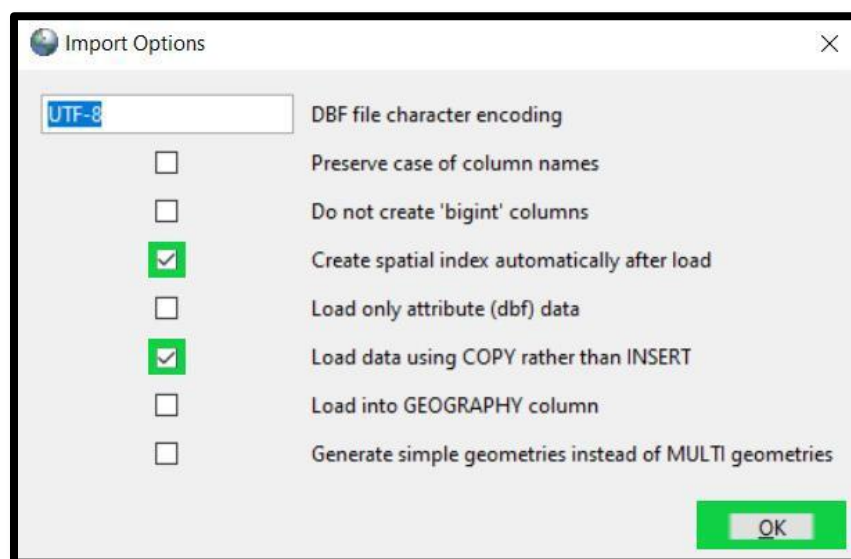 Import Options
UTF-8 DBF file character encoding
Preserve case of column names
Do not create 'bigint' columns
Create spatial index automatically after load
Load only attribute (dbf) data
Load data using COPY rather than INSERT
Load into GEOGRAPHY column
Generate simple geometries instead of MULTI geometries
OK